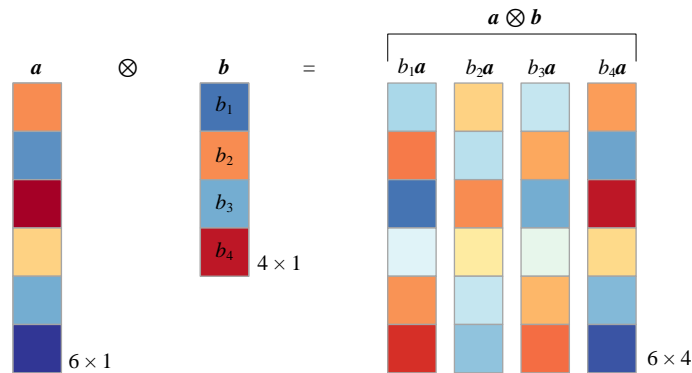 a ⊗ b
a ⊗ b = b₁a b₂a b₃a b₄a
b₁
b₂
b₃
b₄
4 × 1
6 × 1
6 × 4